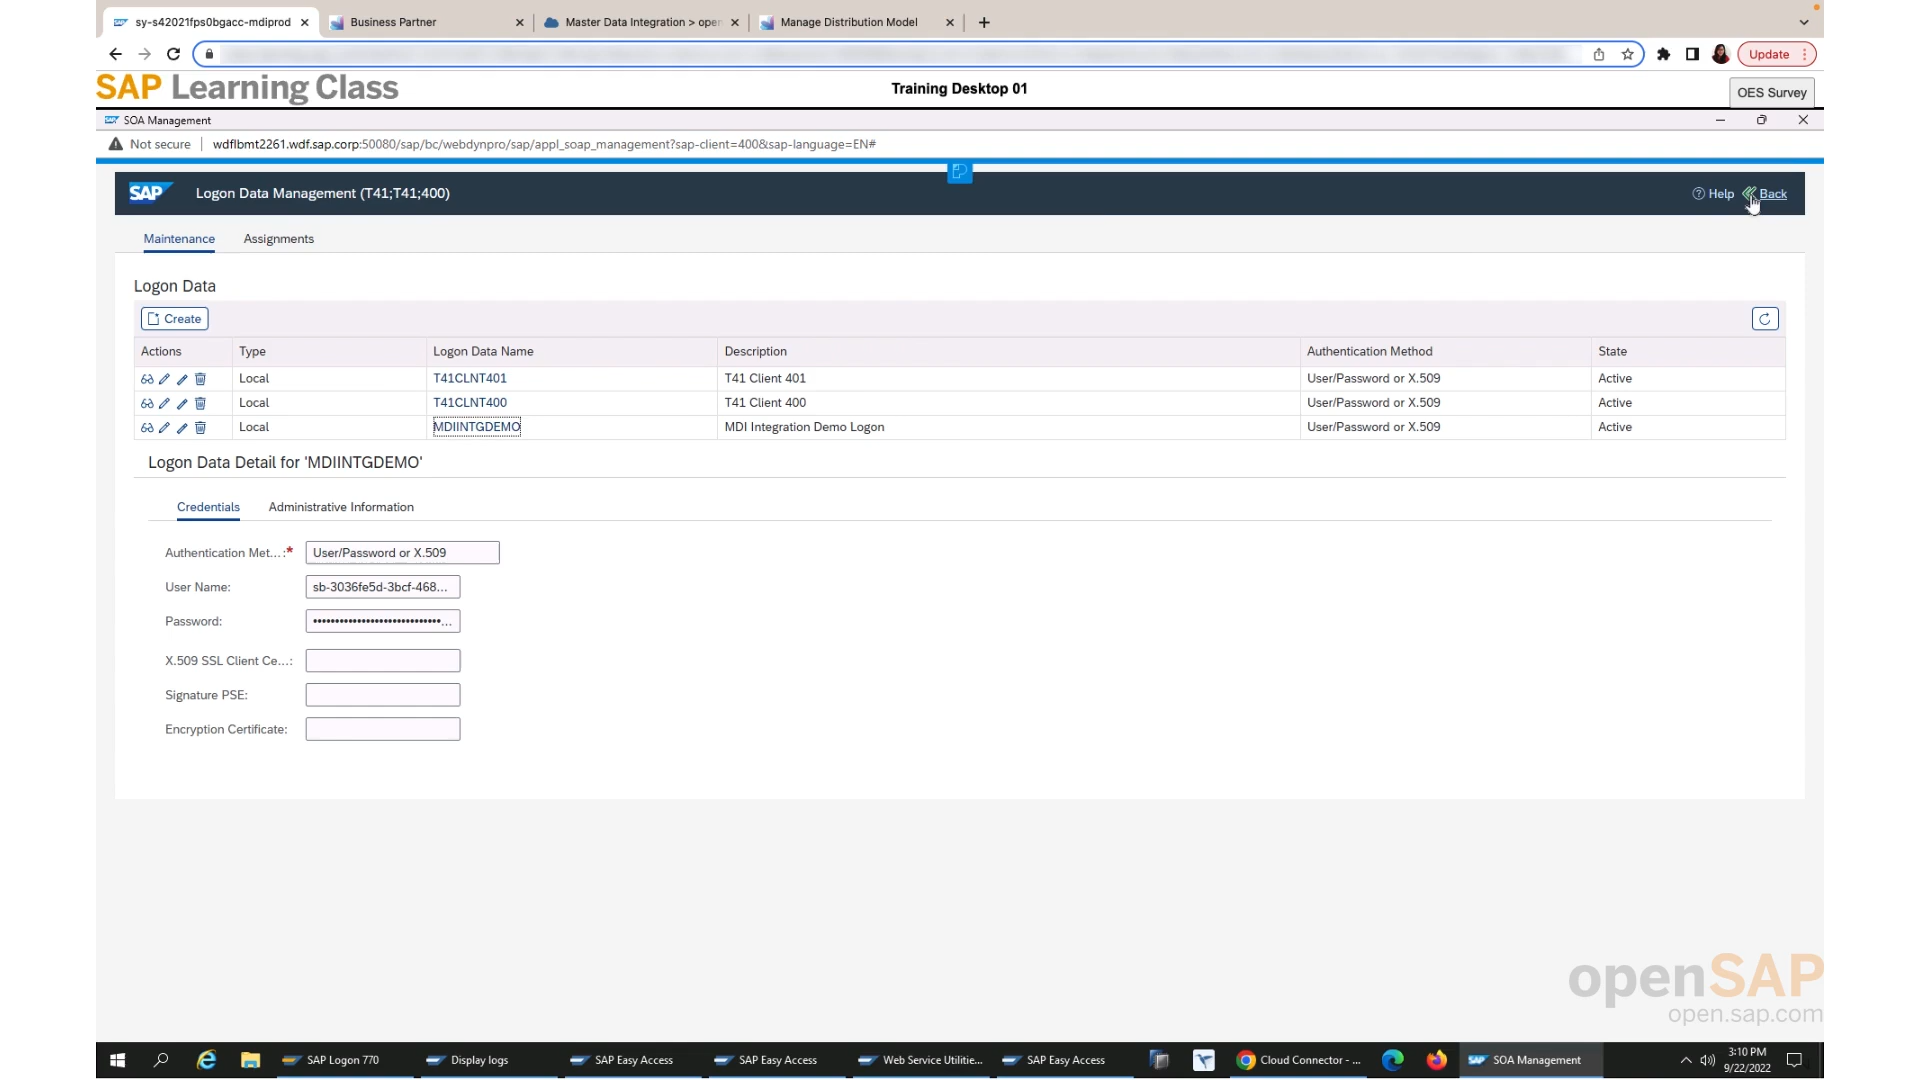 sy-s42021fps0bgacc-mdiprod
Business Partner
Master Data Integration > open
Manage Distribution Model
Update
SAP Learning Class
Training Desktop 01
OES Survey
SOA Management
Not secure
wdflbmt2261.wdf.sap.corp:50080/sap/bc/webdynpro/sap/appl_soap_management?sap-client=400&sap-language=EN#
SAP
Logon Data Management (T41;T41;400)
Help
Back
Maintenance Assignments
Logon Data
Create
Actions Type Logon Data Name Description Authentication Method State
Local T41CLNT401 T41 Client 401 User/Password or X.509 Active
Local T41CLNT400 T41 Client 400 User/Password or X.509 Active
Local MDIINTGDEMO MDI Integration Demo Logon User/Password or X.509 Active
Logon Data Detail for 'MDIINTGDEMO'
Credentials Administrative Information
Authentication Met...:* User/Password or X.509
User Name: sb-3036fe5d-3bcf-468...
Password: ••••••••••••••••••••••••••••••...
X.509 SSL Client Ce...:
Signature PSE:
Encryption Certificate:
openSAP
open.sap.com
SAP Logon 770
Display logs
SAP Easy Access
SAP Easy Access
Web Service Utilitie...
SAP Easy Access
Cloud Connector - ...
SOA Management
3:10 PM
9/22/2022